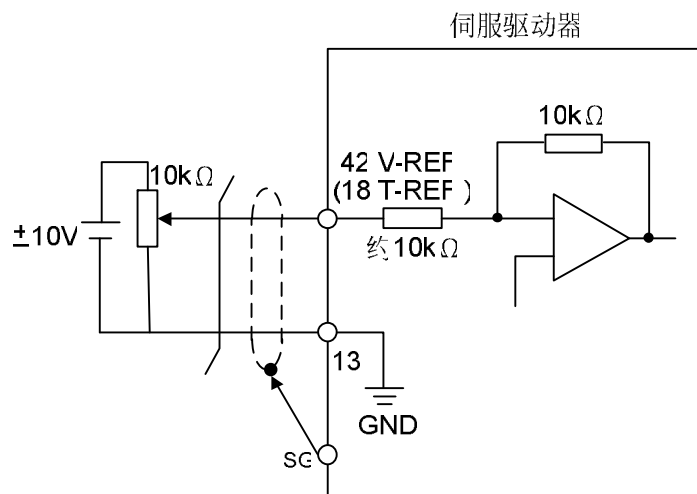 伺服驱动器
10kΩ
42 V-REF
(18 T-REF )
10kΩ
±10V
约10kΩ
13
GND
SG